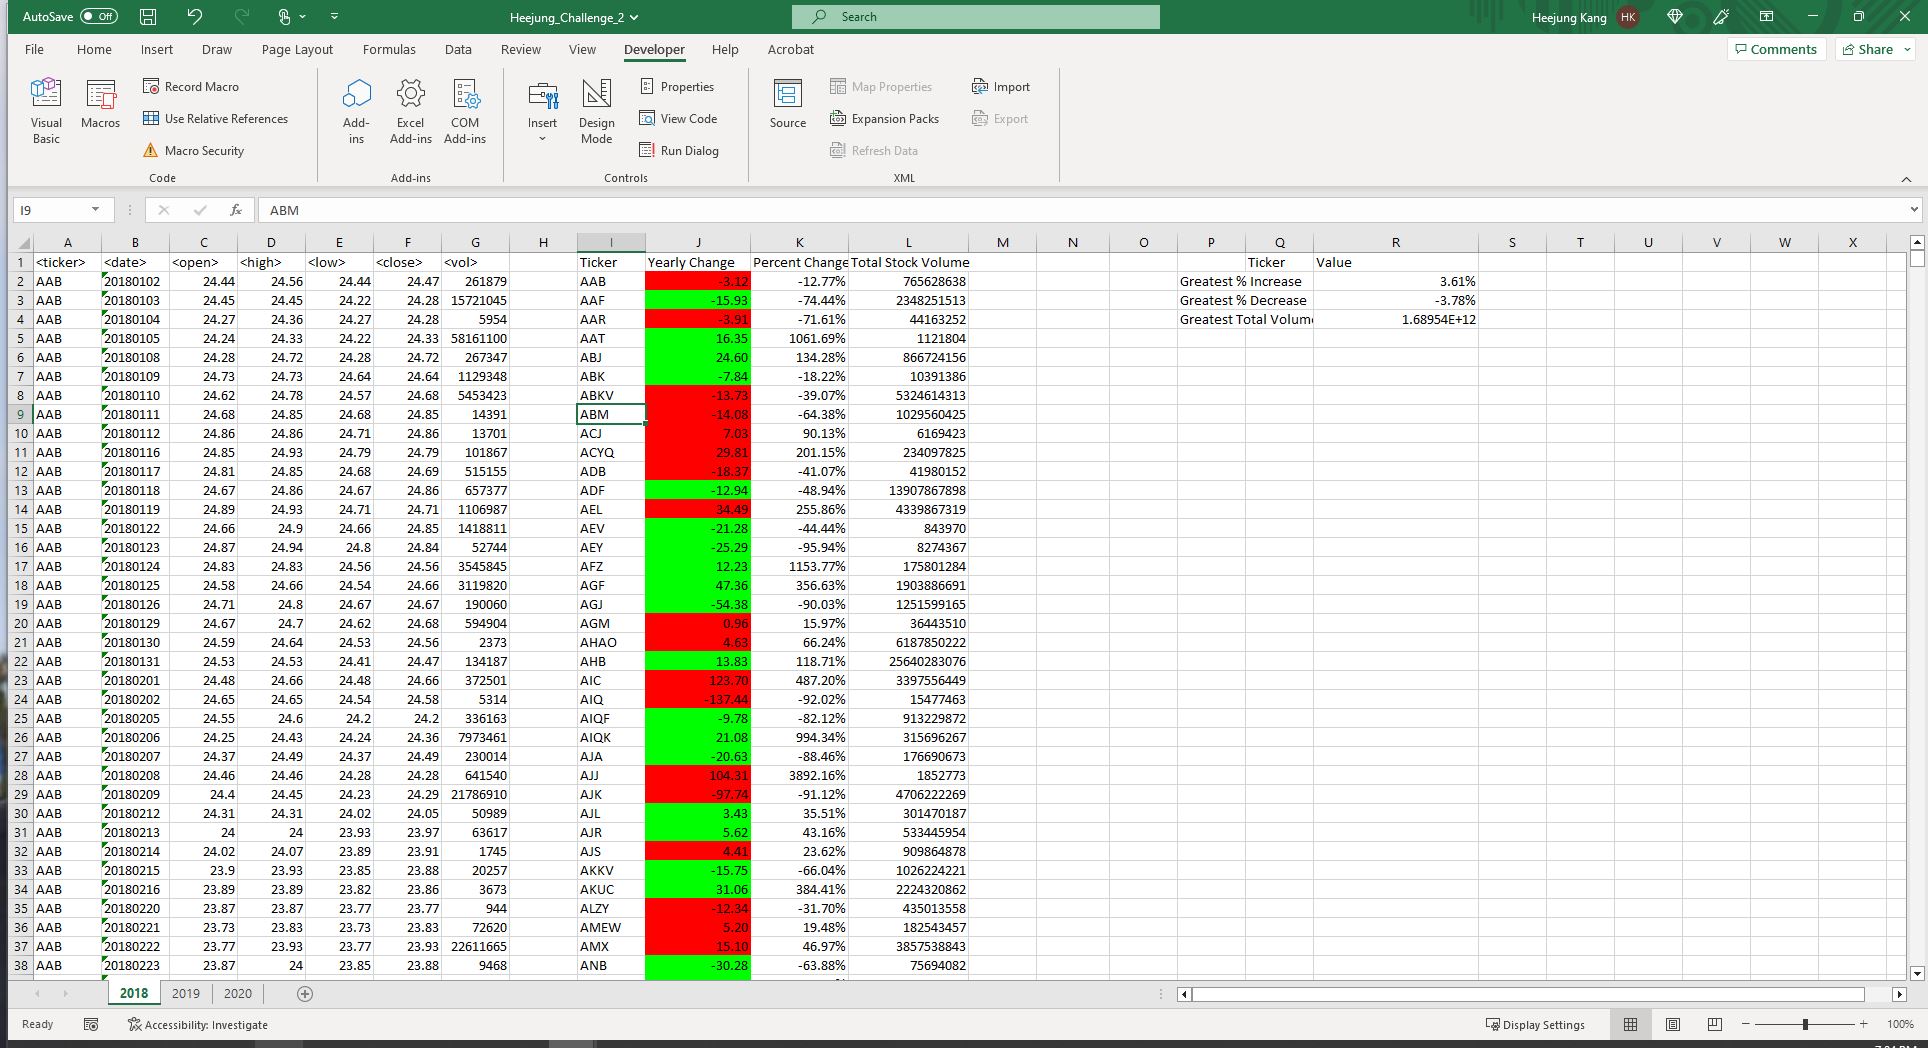 AutoSave Off Heejung_Challenge_2 Search Heejung Kang HK
File Home Insert Draw Page Layout Formulas Data Review View Developer Help Acrobat Comments Share
Visual Basic
Macros
Record Macro
Use Relative References
Macro Security
Code
Add-ins
Excel Add-ins
COM Add-ins
Add-ins
Insert
Design Mode
Properties
View Code
Run Dialog
Controls
Source
Map Properties
Expansion Packs
Refresh Data
Import
Export
XML
I9 fx ABM
A B C D E F G H I J K L M N O P Q R S T U V W X
1 <ticker> <date> <open> <high> <low> <close> <vol> Ticker Yearly Change Percent Change Total Stock Volume Ticker Value
2 AAB 20180102 24.44 24.56 24.44 24.47 261879 AAB -3.12 -12.77% 765628638 Greatest % Increase 3.61%
3 AAB 20180103 24.45 24.45 24.22 24.28 15721045 AAF -15.93 -74.44% 2348251513 Greatest % Decrease -3.78%
4 AAB 20180104 24.27 24.36 24.27 24.28 5954 AAR -3.91 -71.61% 44163252 Greatest Total Volum 1.68954E+12
5 AAB 20180105 24.24 24.33 24.22 24.33 58161100 AAT 16.35 1061.69% 1121804
6 AAB 20180108 24.28 24.72 24.28 24.72 267347 ABJ 24.60 134.28% 866724156
7 AAB 20180109 24.73 24.73 24.64 24.64 1129348 ABK -7.84 -18.22% 10391386
8 AAB 20180110 24.62 24.78 24.57 24.68 5453423 ABKV -13.73 -39.07% 5324614313
9 AAB 20180111 24.68 24.85 24.68 24.85 14391 ABM -14.08 -64.38% 1029560425
10 AAB 20180112 24.86 24.86 24.71 24.86 13701 ACJ 7.03 90.13% 6169423
11 AAB 20180116 24.85 24.93 24.79 24.79 101867 ACYQ 29.81 201.15% 234097825
12 AAB 20180117 24.81 24.85 24.68 24.69 515155 ADB -18.37 -41.07% 41980152
13 AAB 20180118 24.67 24.86 24.67 24.86 657377 ADF -12.94 -48.94% 13907867898
14 AAB 20180119 24.89 24.93 24.71 24.71 1106987 AEL 34.49 255.86% 4339867319
15 AAB 20180122 24.66 24.9 24.66 24.85 1418811 AEV -21.28 -44.44% 843970
16 AAB 20180123 24.87 24.94 24.8 24.84 52744 AEY -25.29 -95.94% 8274367
17 AAB 20180124 24.83 24.83 24.56 24.56 3545845 AFZ 12.23 1153.77% 175801284
18 AAB 20180125 24.58 24.66 24.54 24.66 3119820 AGF 47.36 356.63% 1903886691
19 AAB 20180126 24.71 24.8 24.67 24.67 190060 AGJ -54.38 -90.03% 1251599165
20 AAB 20180129 24.67 24.7 24.62 24.68 594904 AGM 0.96 15.97% 36443510
21 AAB 20180130 24.59 24.64 24.53 24.56 2373 AHAO 4.63 66.24% 6187850222
22 AAB 20180131 24.53 24.53 24.41 24.47 134187 AHB 13.83 118.71% 25640283076
23 AAB 20180201 24.48 24.66 24.48 24.66 372501 AIC 123.70 487.20% 3397556449
24 AAB 20180202 24.65 24.65 24.54 24.58 5314 AIQ -137.44 -92.02% 15477463
25 AAB 20180205 24.55 24.6 24.2 24.2 336163 AIQF -9.78 -82.12% 913229872
26 AAB 20180206 24.25 24.43 24.24 24.36 7973461 AIQK 21.08 994.34% 315696267
27 AAB 20180207 24.37 24.49 24.37 24.49 230014 AJA -20.63 -88.46% 176690673
28 AAB 20180208 24.46 24.46 24.28 24.28 641540 AJJ 104.31 3892.16% 1852773
29 AAB 20180209 24.4 24.45 24.23 24.29 21786910 AJK -97.74 -91.12% 4706222269
30 AAB 20180212 24.31 24.31 24.02 24.05 50989 AJL 3.43 35.51% 301470187
31 AAB 20180213 24 24 23.93 23.97 63617 AJR 5.62 43.16% 533445954
32 AAB 20180214 24.02 24.07 23.89 23.91 1745 AJS 4.41 23.62% 909864878
33 AAB 20180215 23.9 23.93 23.85 23.88 20257 AKKV -15.75 -66.04% 1026224221
34 AAB 20180216 23.89 23.89 23.82 23.86 3673 AKUC 31.06 384.41% 2224320862
35 AAB 20180220 23.87 23.87 23.77 23.77 944 ALZY -12.34 -31.70% 435013558
36 AAB 20180221 23.73 23.83 23.73 23.83 72620 AMEW 5.20 19.48% 182543457
37 AAB 20180222 23.77 23.93 23.77 23.93 22611665 AMX 15.10 46.97% 3857538843
38 AAB 20180223 23.87 24 23.85 23.88 9468 ANB -30.28 -63.88% 75694082
2018 2019 2020
Ready Accessibility: Investigate Display Settings 100%